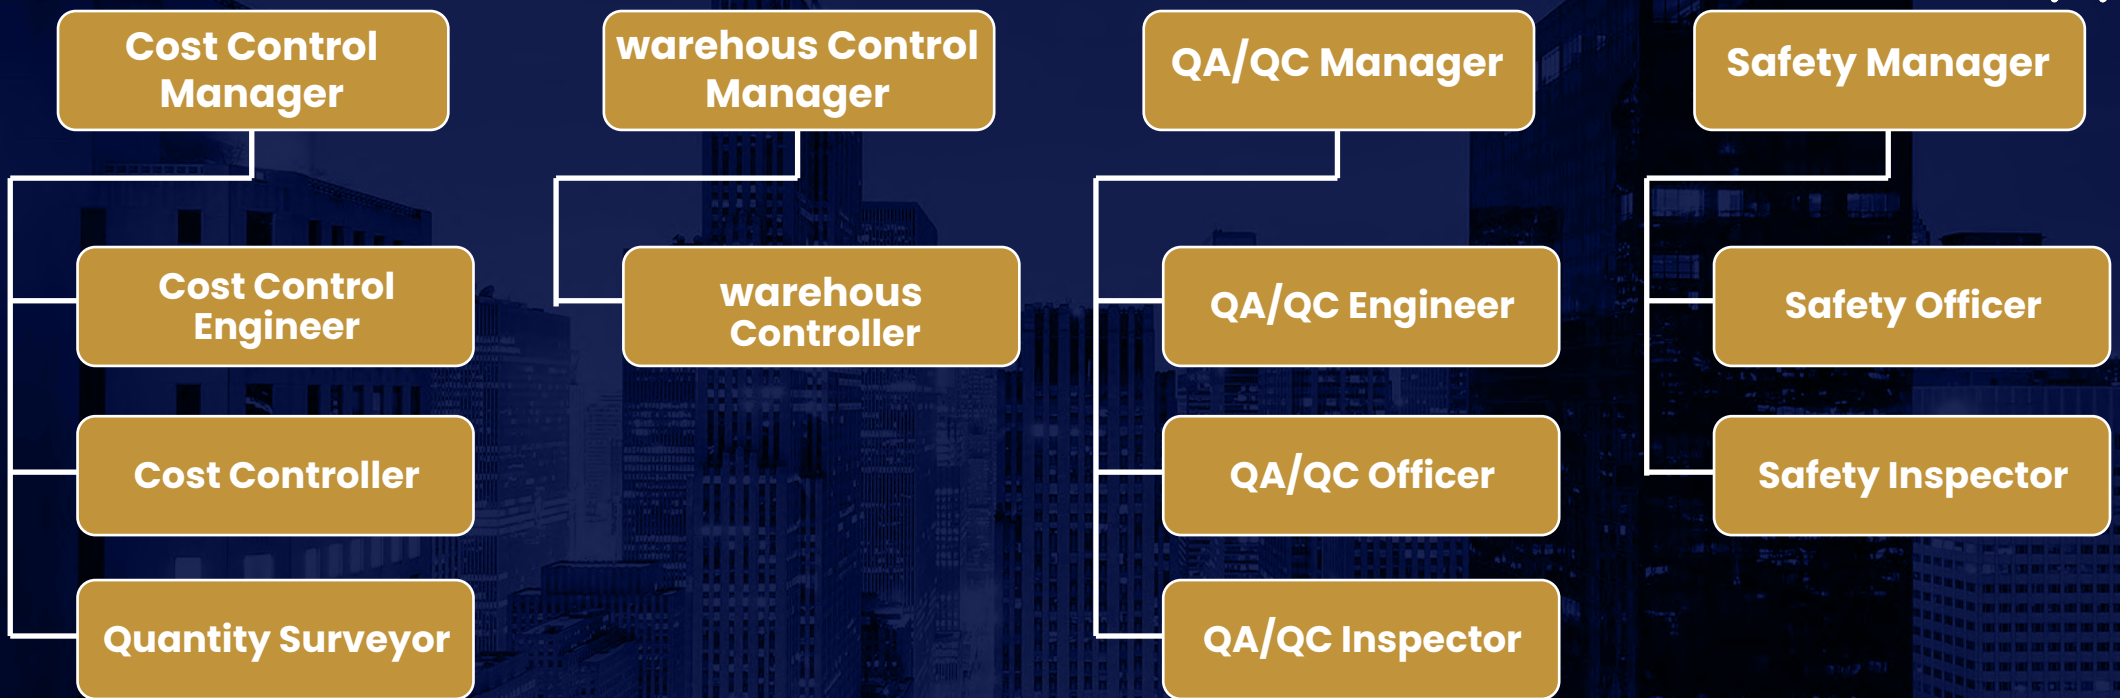 Cost Control
Manager
warehous Control
Manager
QA/QC Manager
Safety Manager
Cost Control
Engineer
warehous
Controller
QA/QC Engineer
Safety Officer
Cost Controller
QA/QC Officer
Safety Inspector
Quantity Surveyor
QA/QC Inspector